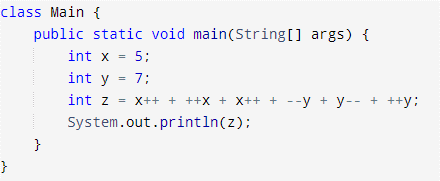 class Main {
    public static void main(String[] args) {
        int x = 5;
        int y = 7;
        int z = x++ + ++x + x++ + --y + y-- + ++y;
        System.out.println(z);
    }
}